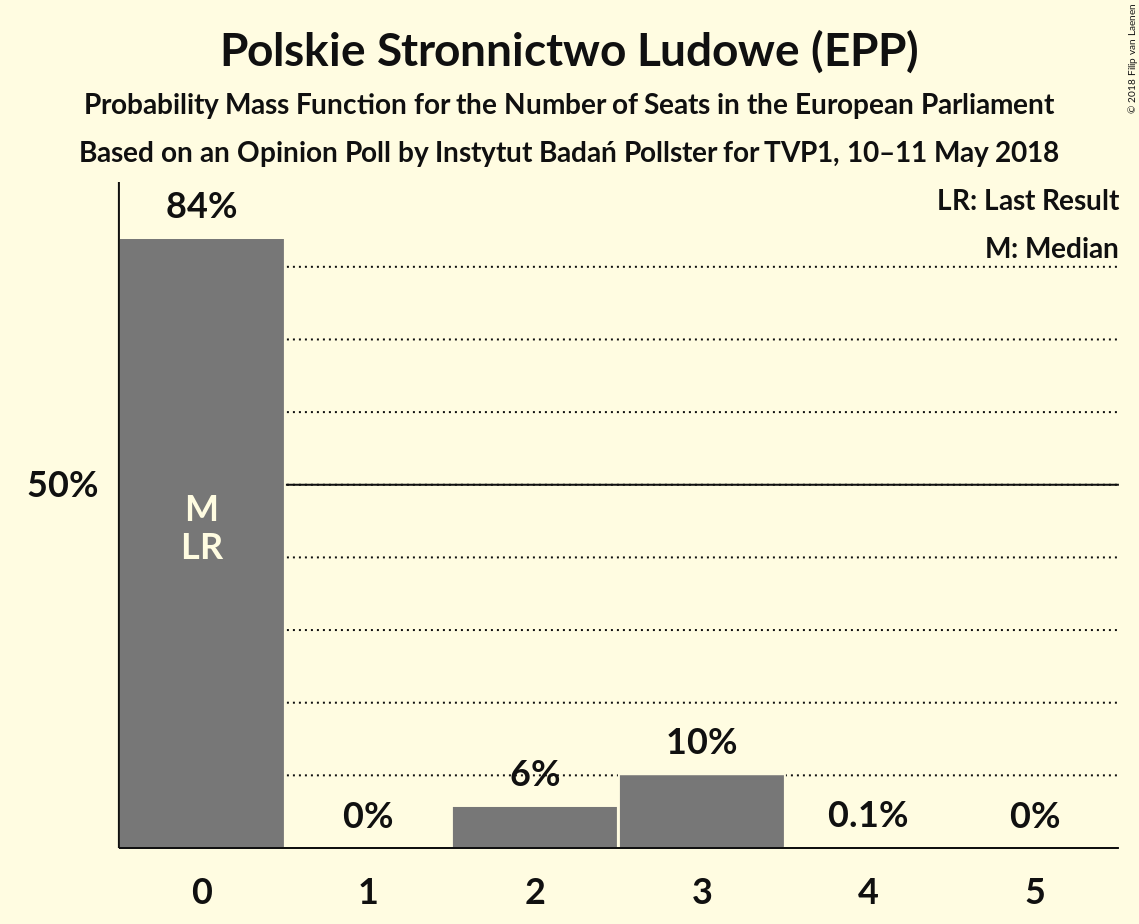 Polskie Stronnictwo Ludowe (EPP)
Probability Mass Function for the Number of Seats in the European Parliament
Based on an Opinion Poll by Instytut Badań Pollster for TVP1, 10–11 May 2018
© 2018 Filip van Laenen
LR: Last Result
M: Median
84%
50%
M
LR
0%
6%
10%
0.1%
0%
0
1
2
3
4
5